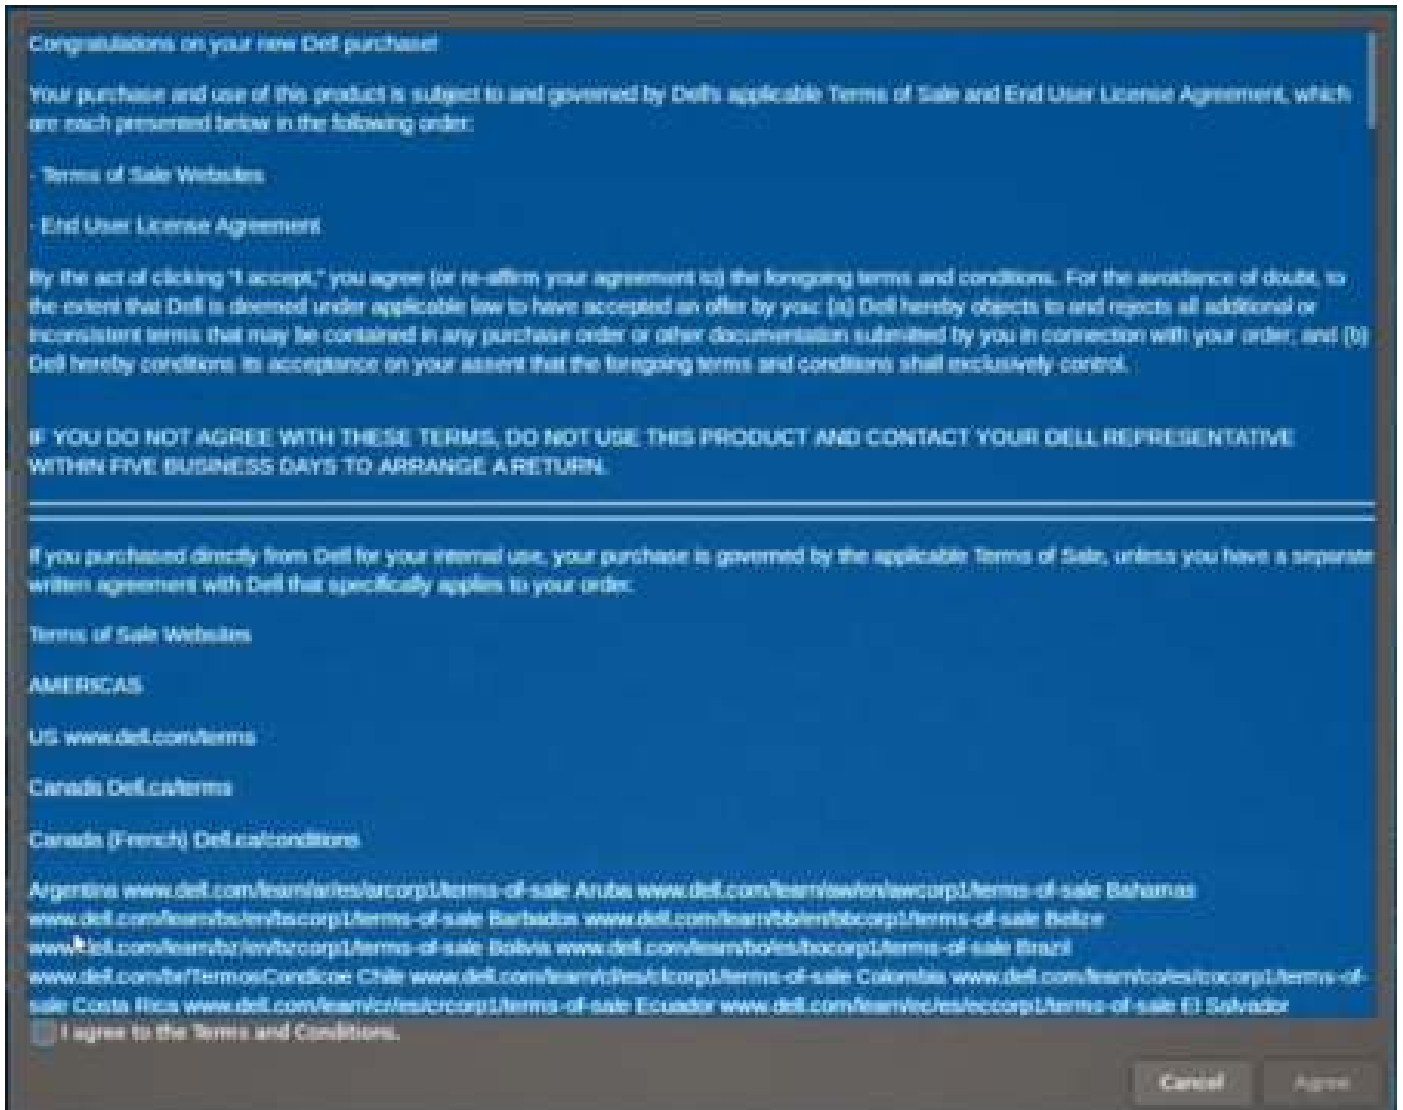 Congratulations on your new Dell purchase!
Your purchase and use of this product is subject to and governed by Dell's applicable Terms of Sale and End User License Agreement, which
are each presented below in the following order:
- Terms of Sale Websites
- End User License Agreement
By the act of clicking "I accept," you agree (or re-affirm your agreement to) the foregoing terms and conditions. For the avoidance of doubt, to
the extent that Dell is deemed under applicable law to have accepted an offer by you: (a) Dell hereby objects to and rejects all additional or
inconsistent terms that may be contained in any purchase order or other documentation submitted by you in connection with your order; and (b)
Dell hereby conditions its acceptance on your assent that the foregoing terms and conditions shall exclusively control.
IF YOU DO NOT AGREE WITH THESE TERMS, DO NOT USE THIS PRODUCT AND CONTACT YOUR DELL REPRESENTATIVE
WITHIN FIVE BUSINESS DAYS TO ARRANGE A RETURN.
If you purchased directly from Dell for your internal use, your purchase is governed by the applicable Terms of Sale, unless you have a separate
written agreement with Dell that specifically applies to your order.
Terms of Sale Websites
AMERICAS
US www.dell.com/terms
Canada Dell.ca/terms
Canada (French) Dell.ca/conditions
Argentina www.dell.com/learn/ar/es/arcorp1/terms-of-sale Aruba www.dell.com/learn/aw/en/awcorp1/terms-of-sale Bahamas
www.dell.com/learn/bs/en/bscorp1/terms-of-sale Barbados www.dell.com/learn/bb/en/bbcorp1/terms-of-sale Belize
www.dell.com/learn/bz/en/bzcorp1/terms-of-sale Bolivia www.dell.com/learn/bo/es/bocorp1/terms-of-sale Brazil
www.dell.com/br/TermosCondicoe Chile www.dell.com/learn/cl/es/clcorp1/terms-of-sale Colombia www.dell.com/learn/co/es/cocorp1/terms-of-
sale Costa Rica www.dell.com/learn/cr/es/crcorp1/terms-of-sale Ecuador www.dell.com/learn/ec/es/eccorp1/terms-of-sale El Salvador
I agree to the Terms and Conditions.
Cancel Agree